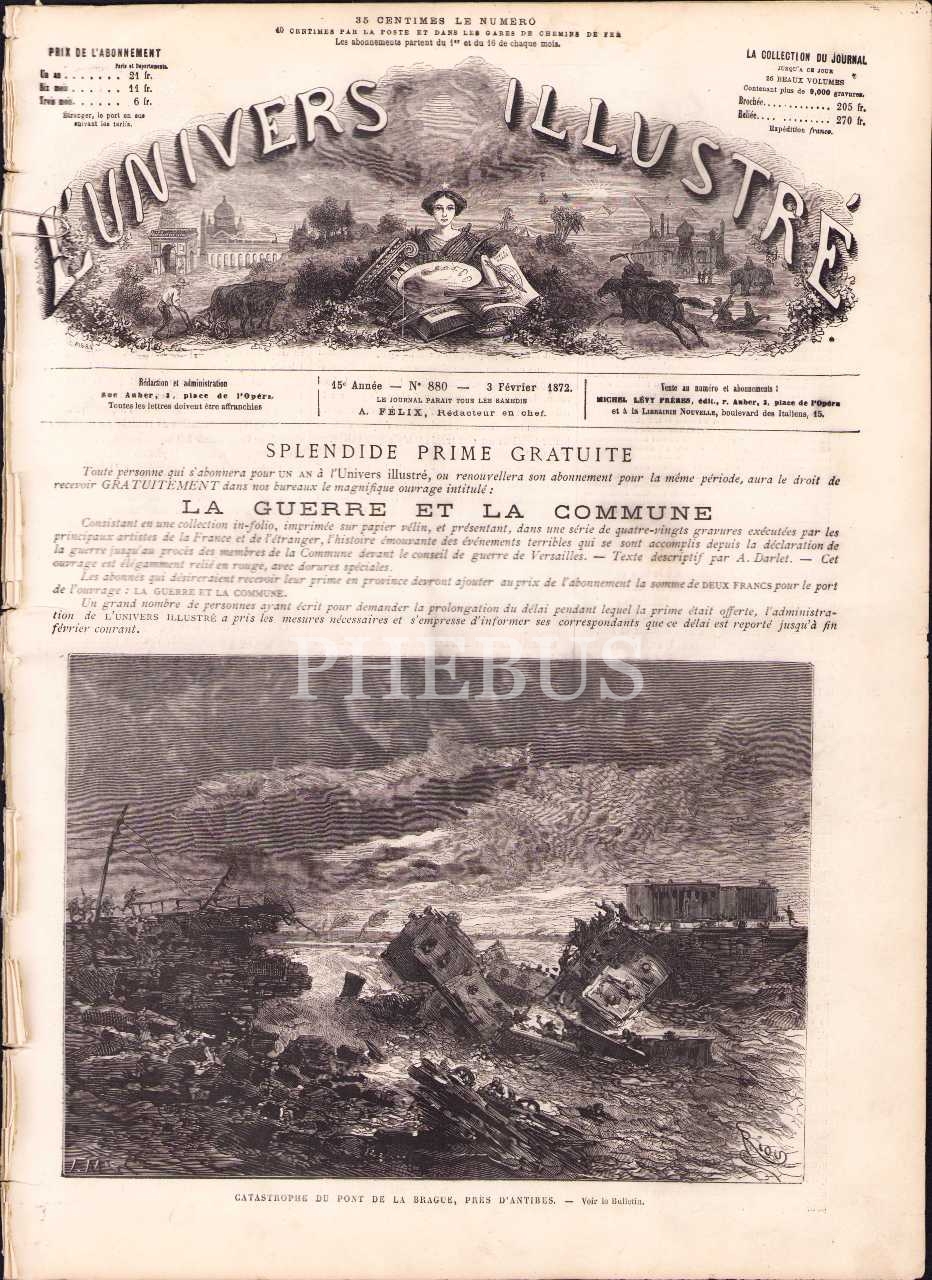 35 CENTIMES LE NUMERO
40 CENTIMES PAR LA POSTE ET DANS LES GARES DE CHEMINS DE FER
Les abonnements partent du 1er et du 16 de chaque mois.
PRIX DE L'ABONNEMENT
Paris et Départements.
Un an ....... 21 fr.
Six mois ...... 11 fr.
Trois mois ...... 6 fr.
Étranger, le port en sus
suivant les tarifs.
LA COLLECTION DU JOURNAL
JUSQU'A CE JOUR
26 BEAUX VOLUMES
Contenant plus de 9,000 gravures.
Brochée............ 205 fr.
Reliée............. 270 fr.
Expédition franco.
L'UNIVERS ILLUSTRÉ
Rédaction et administration
Rue Auber, 3, place de l'Opéra.
Toutes les lettres doivent être affranchies
15e Année — No 880 — 3 Février 1872.
LE JOURNAL PARAIT TOUS LES SAMEDIS
A. FÉLIX, Rédacteur en chef.
Vente au numéro et abonnements :
MICHEL LÉVY FRÈRES, édit., r. Auber, 3, place de l'Opéra
et à la LIBRAIRIE NOUVELLE, boulevard des Italiens, 15.
SPLENDIDE PRIME GRATUITE
Toute personne qui s'abonnera pour UN AN à l'Univers illustré, ou renouvellera son abonnement pour la même période, aura le droit de
recevoir GRATUITEMENT dans nos bureaux le magnifique ouvrage intitulé :
LA GUERRE ET LA COMMUNE
Consistant en une collection in-folio, imprimée sur papier vélin, et présentant, dans une série de quatre-vingts gravures exécutées par les
principaux artistes de la France et de l'étranger, l'histoire émouvante des événements terribles qui se sont accomplis depuis la déclaration de
la guerre jusqu'au procès des membres de la Commune devant le conseil de guerre de Versailles. — Texte descriptif par A. Darlet. — Cet
ouvrage est élégamment relié en rouge, avec dorures spéciales.
Les abonnés qui désireraient recevoir leur prime en province devront ajouter au prix de l'abonnement la somme de DEUX FRANCS pour le port
de l'ouvrage : LA GUERRE ET LA COMMUNE.
Un grand nombre de personnes ayant écrit pour demander la prolongation du délai pendant lequel la prime était offerte, l'administra-
tion de L'UNIVERS ILLUSTRÉ a pris les mesures nécessaires et s'empresse d'informer ses correspondants que ce délai est reporté jusqu'à fin
février courant.
PHEBUS
Riou
CATASTROPHE DU PONT DE LA BRAGUE, PRÈS D'ANTIBES. — Voir le Bulletin.